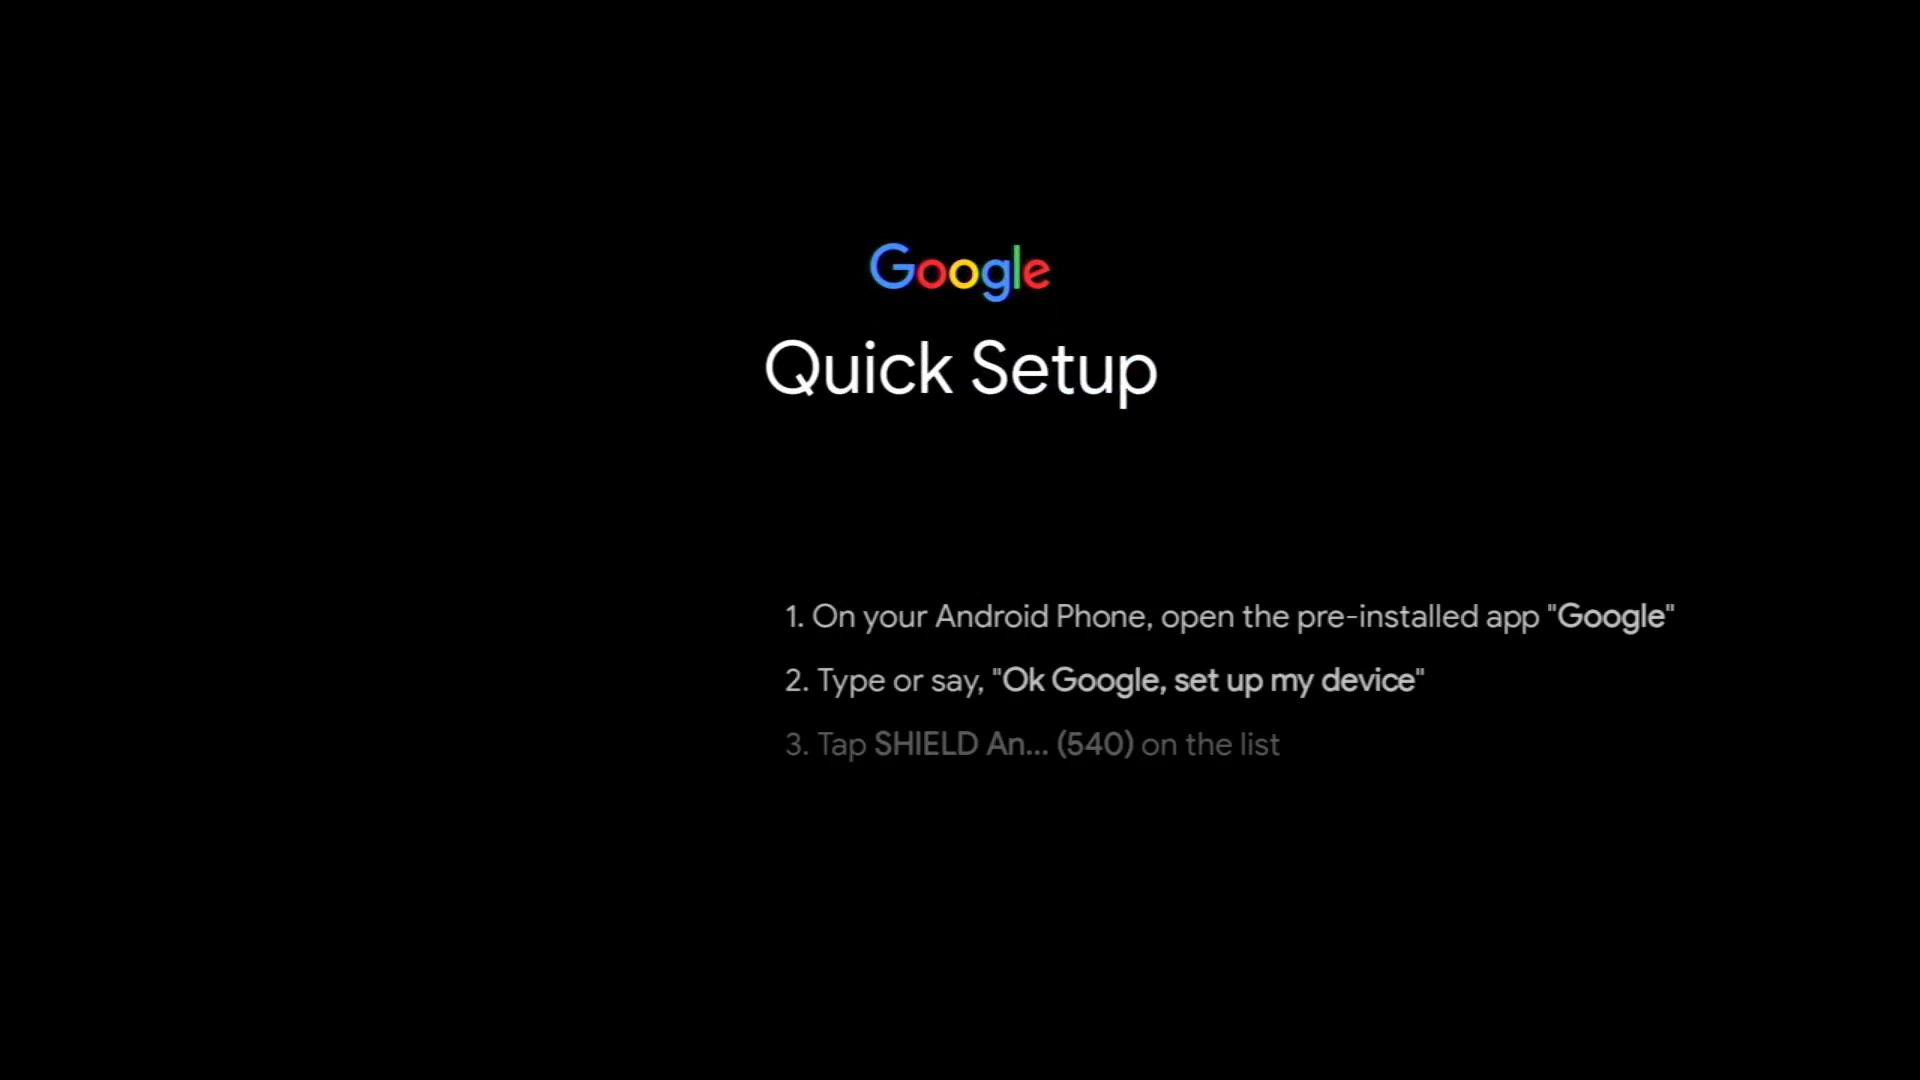 Google
Quick Setup
1. On your Android Phone, open the pre-installed app "Google"
2. Type or say, "Ok Google, set up my device"
3. Tap SHIELD An... (540) on the list